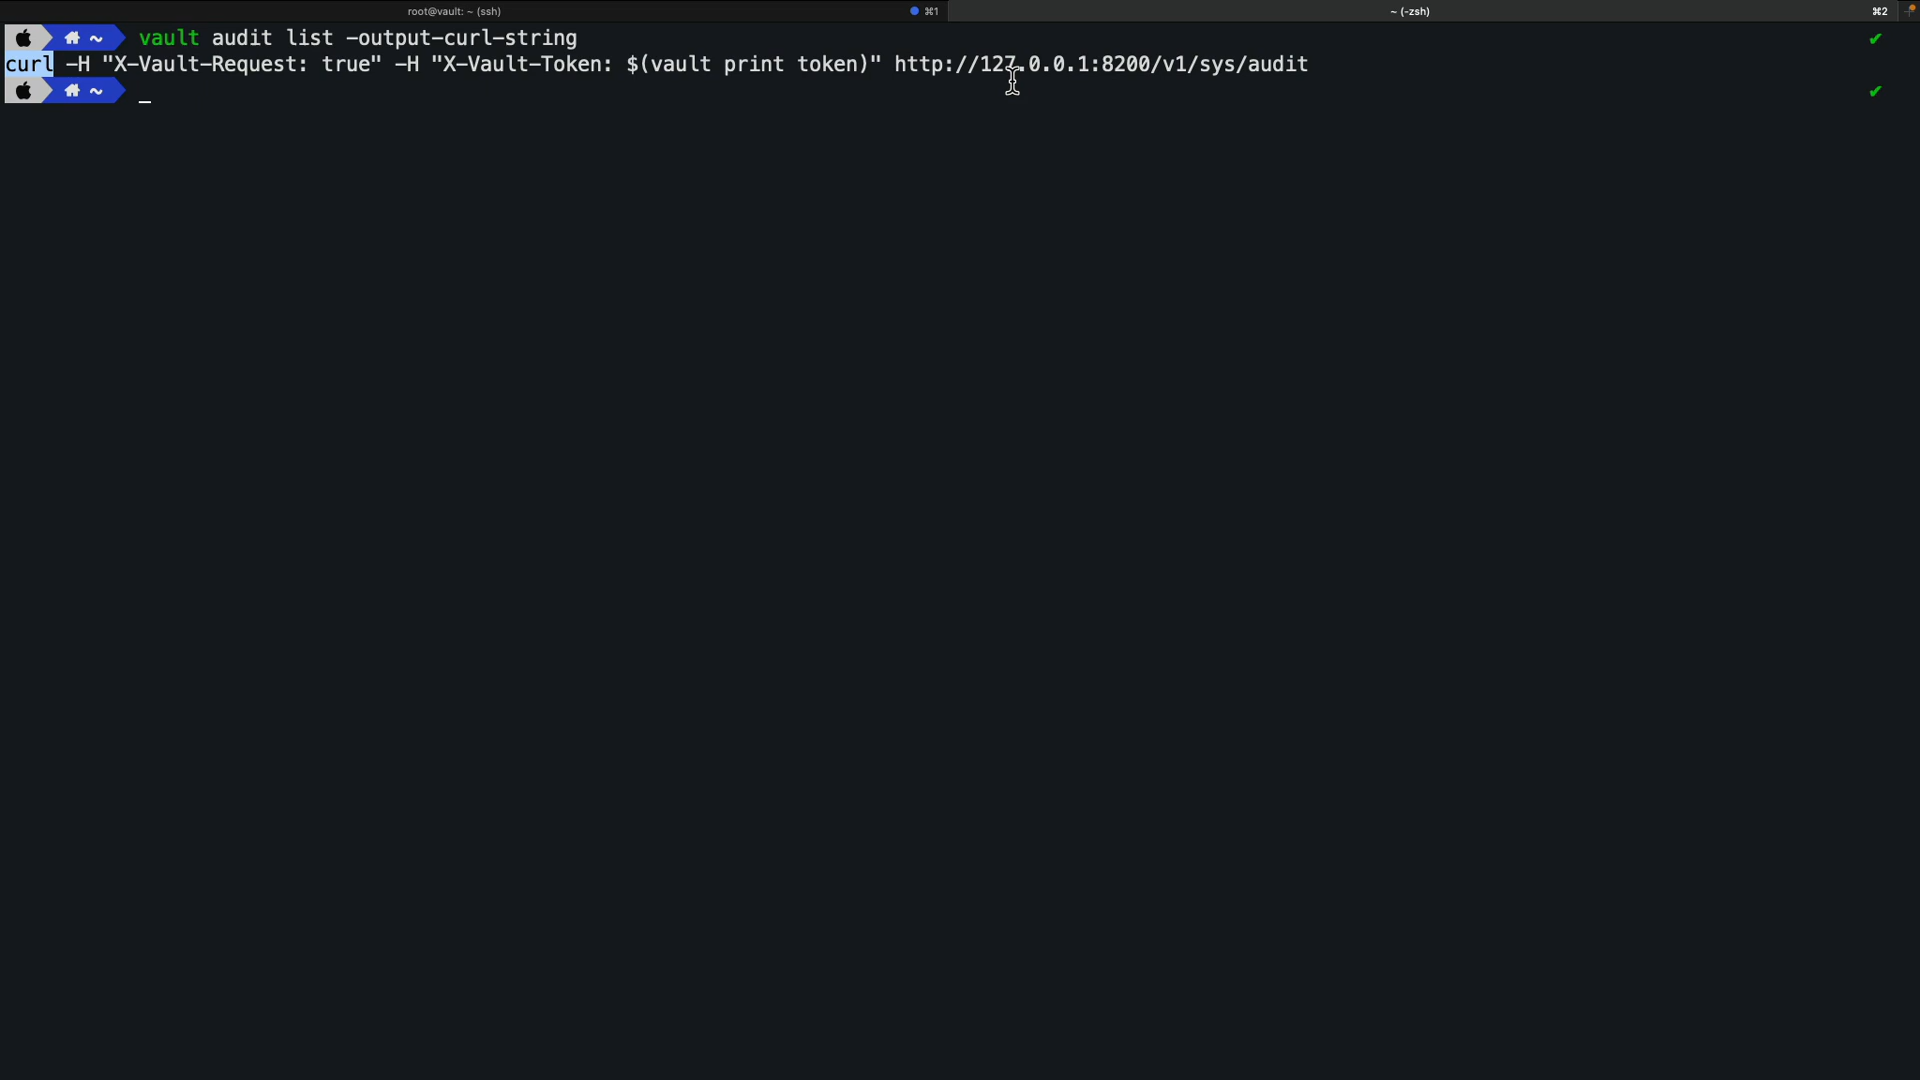 root@vault: ~ (ssh) ⌘1 ~ (-zsh) ⌘2
~ vault audit list -output-curl-string ✔
curl -H "X-Vault-Request: true" -H "X-Vault-Token: $(vault print token)" http://127.0.0.1:8200/v1/sys/audit
~ _ ✔